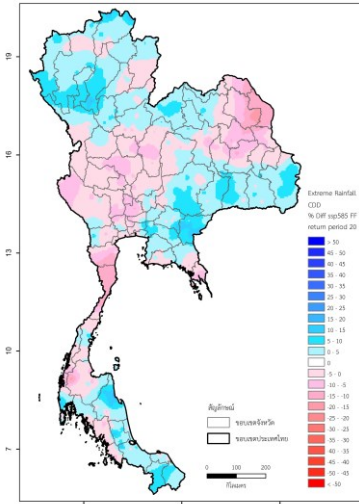 19
16
13
10
7
Extreme Rainfall
CDD
% Diff ssp585 FF
return period 20
> 50
45 - 50
40 - 45
35 - 40
30 - 35
25 - 30
20 - 25
15 - 20
10 - 15
5 - 10
0 - 5
0
-5 - 0
-10 - -5
-15 - -10
-20 - -15
-25 - -20
-30 - -25
-35 - -30
-40 - -35
-45 - -40
-50 - -45
< -50
สัญลักษณ์
ขอบเขตจังหวัด
ขอบเขตประเทศไทย
0 100 200
กิโลเมตร